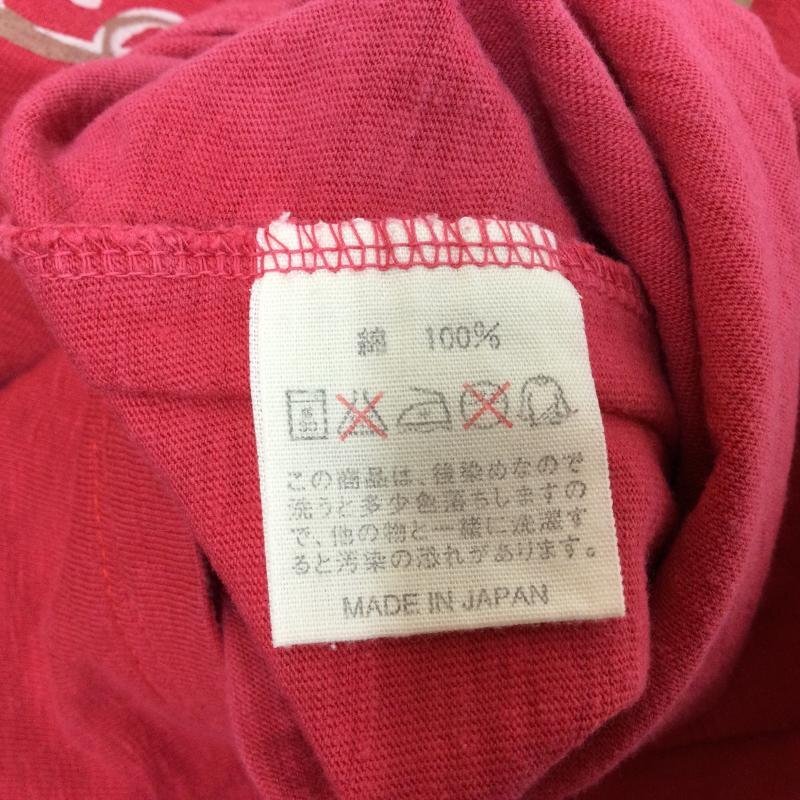 綿 100%
この商品は、後染めなので
洗うと多少色落ちしますの
で、他の物と一緒に洗濯す
ると汚染の恐れがあります。
MADE IN JAPAN